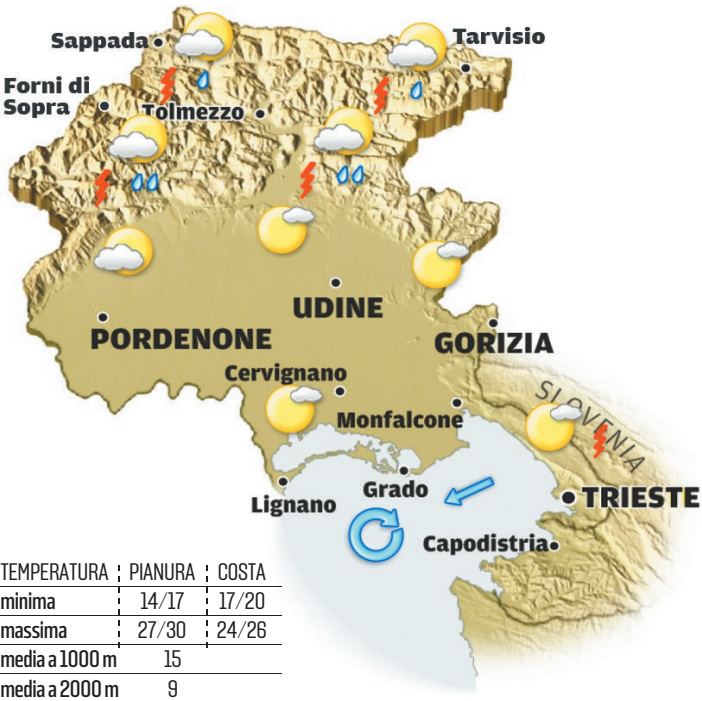 Sappada
Tarvisio
Forni di
Sopra
Tolmezzo
UDINE
PORDENONE
GORIZIA
Cervignano
SLOVENIA
Monfalcone
Grado
Lignano
TRIESTE
Capodistria
TEMPERATURA PIANURA COSTA
minima 14/17 17/20
massima 27/30 24/26
media a 1000 m 15
media a 2000 m 9